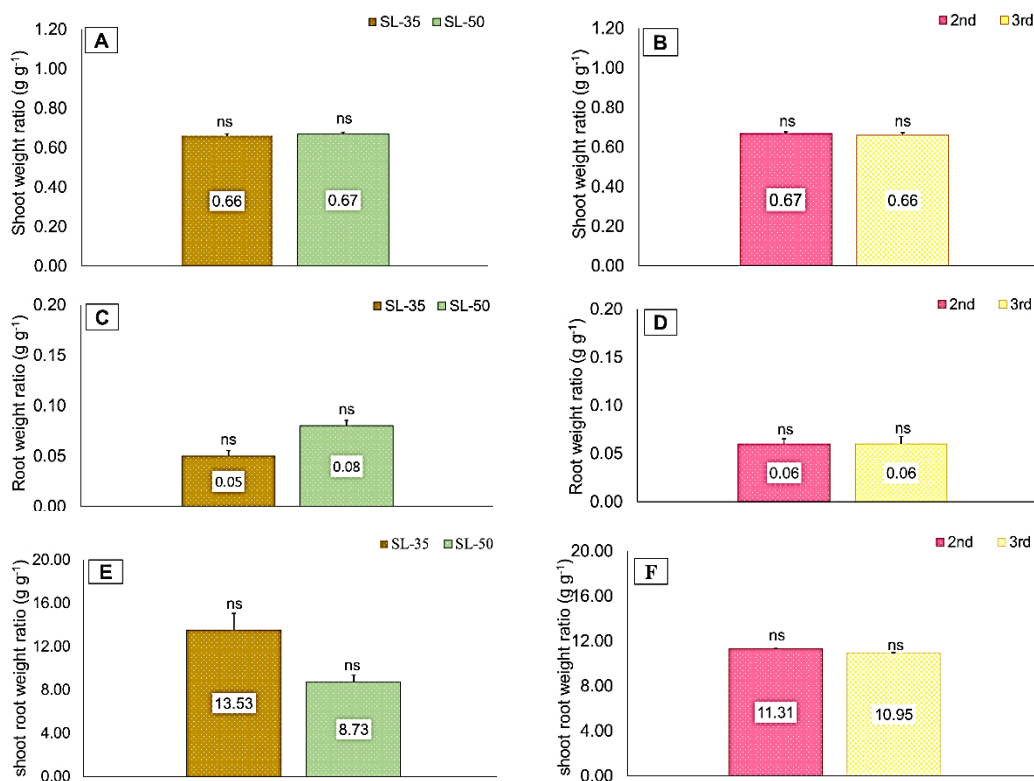 A
SL-35 SL-50
Shoot weight ratio (g g⁻¹)
1.20
1.00
0.80
0.60
0.40
0.20
0.00
ns
ns
0.66
0.67
B
2nd 3rd
Shoot weight ratio (g g⁻¹)
1.20
1.00
0.80
0.60
0.40
0.20
0.00
ns
ns
0.67
0.66
C
SL-35 SL-50
Root weight ratio (g g⁻¹)
0.20
0.15
0.10
0.05
0.00
ns
ns
0.05
0.08
D
2nd 3rd
Root weight ratio (g g⁻¹)
0.20
0.15
0.10
0.05
0.00
ns
ns
0.06
0.06
E
SL-35 SL-50
shoot root weight ratio (g g⁻¹)
20.00
16.00
12.00
8.00
4.00
0.00
ns
ns
13.53
8.73
F
2nd 3rd
shoot root weight ratio (g g⁻¹)
20.00
16.00
12.00
8.00
4.00
0.00
ns
ns
11.31
10.95